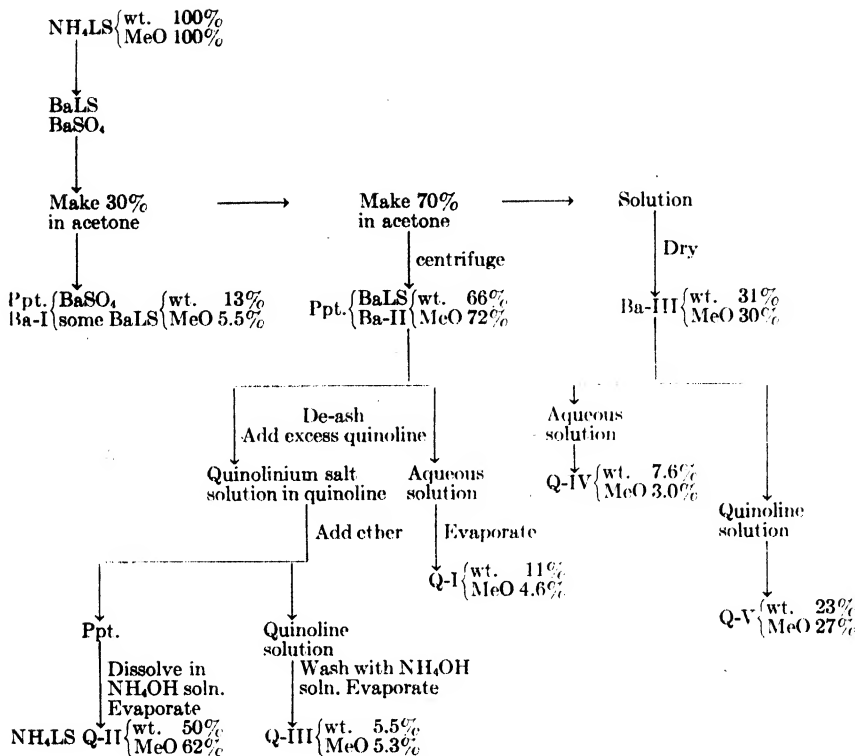 NH₄LS { wt. 100%
MeO 100%
BaLS
BaSO₄
Make 30%
in acetone
Make 70%
in acetone
Solution
centrifuge
Dry
Ppt. { BaSO₄ { wt. 13%
Ba-I { some BaLS { MeO 5.5%
Ppt. { BaLS { wt. 66%
Ba-II { MeO 72%
Ba-III { wt. 31%
MeO 30%
De-ash
Add excess quinoline
Quinolinium salt
solution in quinoline
Aqueous
solution
Aqueous
solution
Q-IV { wt. 7.6%
MeO 3.0%
Quinoline
solution
Add ether
Evaporate
Q-I { wt. 11%
MeO 4.6%
Q-V { wt. 23%
MeO 27%
Ppt.
Quinoline
solution
Dissolve in
NH₄OH soln.
Evaporate
Wash with NH₄OH
soln. Evaporate
NH₄LS Q-II { wt. 50%
MeO 62%
Q-III { wt. 5.5%
MeO 5.3%